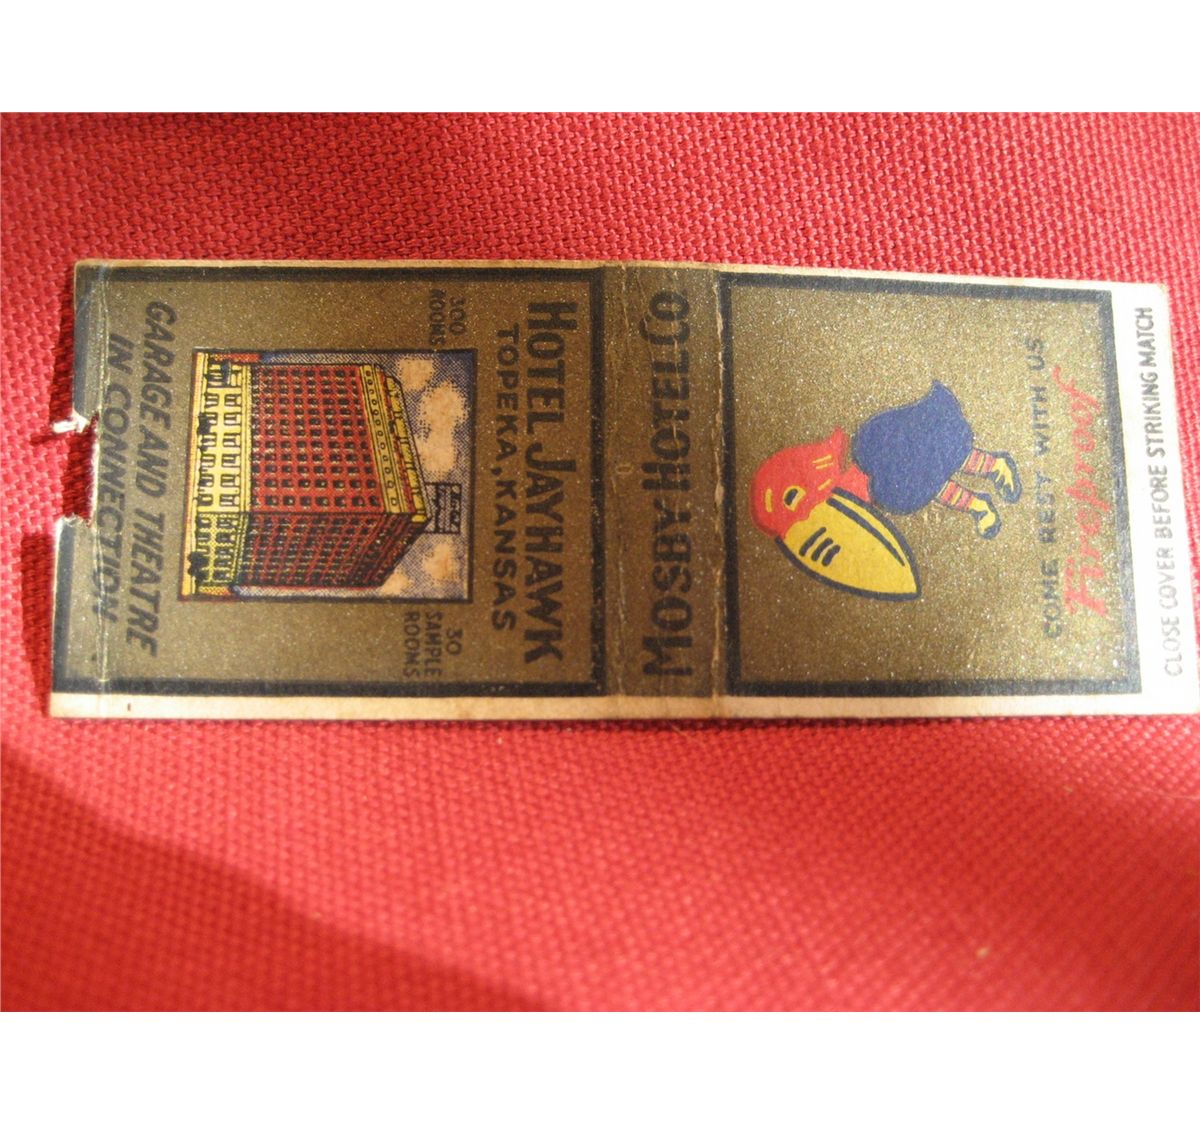 HOTEL JAYHAWK
TOPEKA, KANSAS
300
ROOMS
50
SAMPLE
ROOMS
GARAGE AND THEATRE
IN CONNECTION
MOSBY HOTEL CO
COME REST WITH US
Fireproof
CLOSE COVER BEFORE STRIKING MATCH